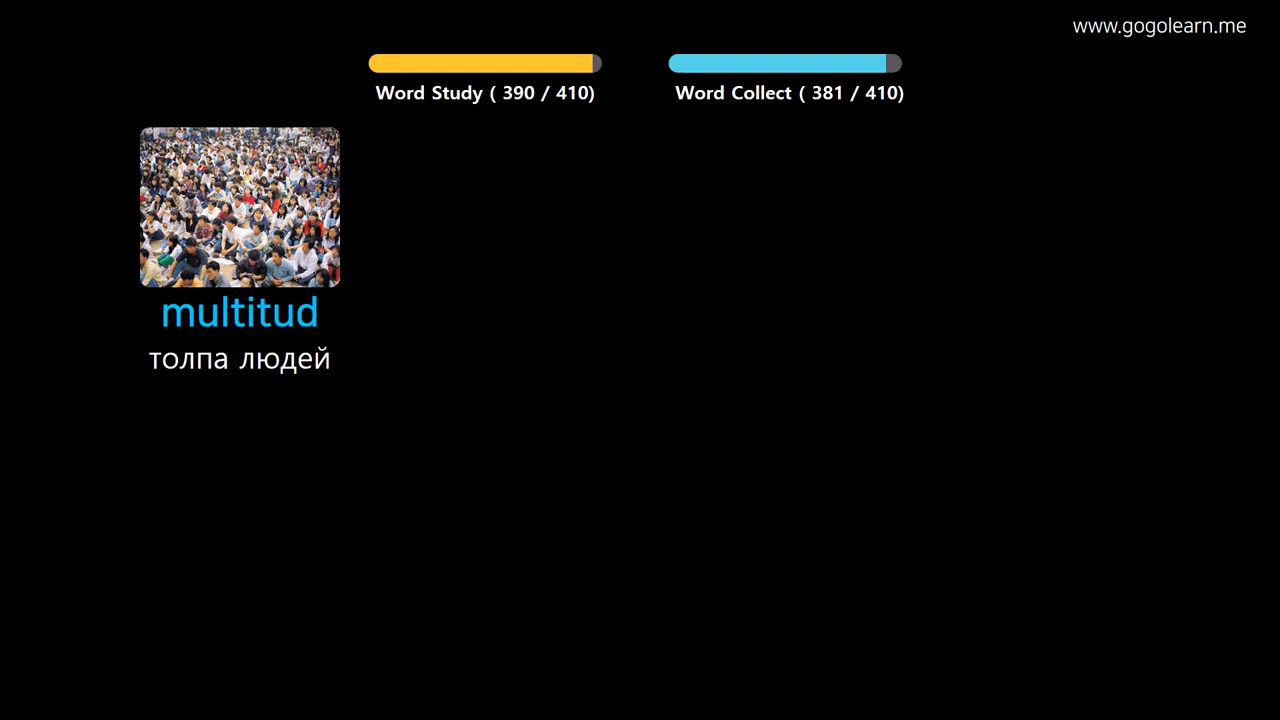 www.gogolearn.me
Word Study ( 390 / 410)
Word Collect ( 381 / 410)
multitud
толпа людей